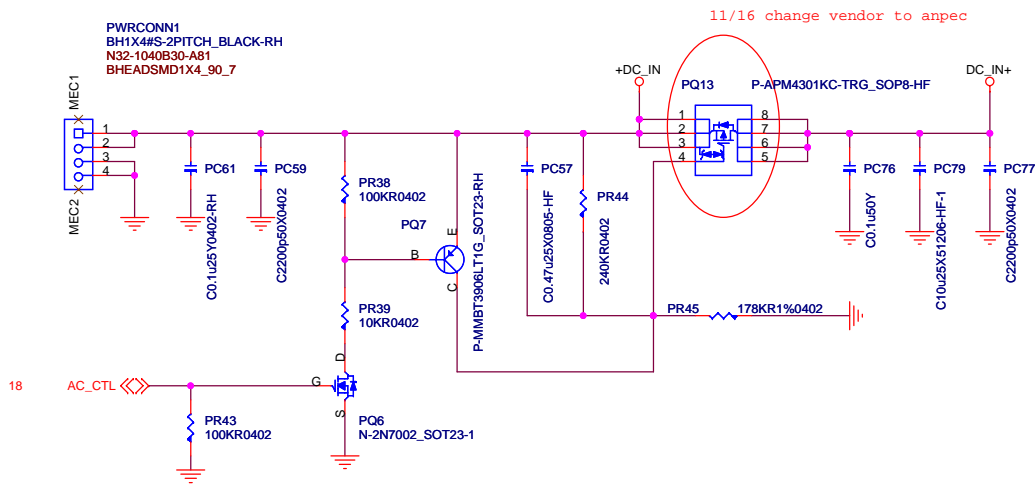 11/16 change vendor to anpec
PWRCONN1
BH1X4#S-2PITCH_BLACK-RH
N32-1040B30-A81
BHEADSMD1X4_90_7
MEC1
MEC2
1
2
3
4
+DC_IN
PQ13
P-APM4301KC-TRG_SOP8-HF
DC_IN+
1
2
3
4
8
7
6
5
PC61
C0.1u25Y0402-RH
PC59
C2200p50X0402
PR38
100KR0402
PQ7
E
B
C
P-MMBT3906LT1G_SOT23-RH
PC57
C0.47u25X0805-HF
PR44
240KR0402
PC76
C0.1u50Y
PC79
C10u25X51206-HF-1
PC77
C2200p50X0402
PR39
10KR0402
PR45
178KR1%0402
18
AC_CTL
G
D
S
PR43
100KR0402
PQ6
N-2N7002_SOT23-1